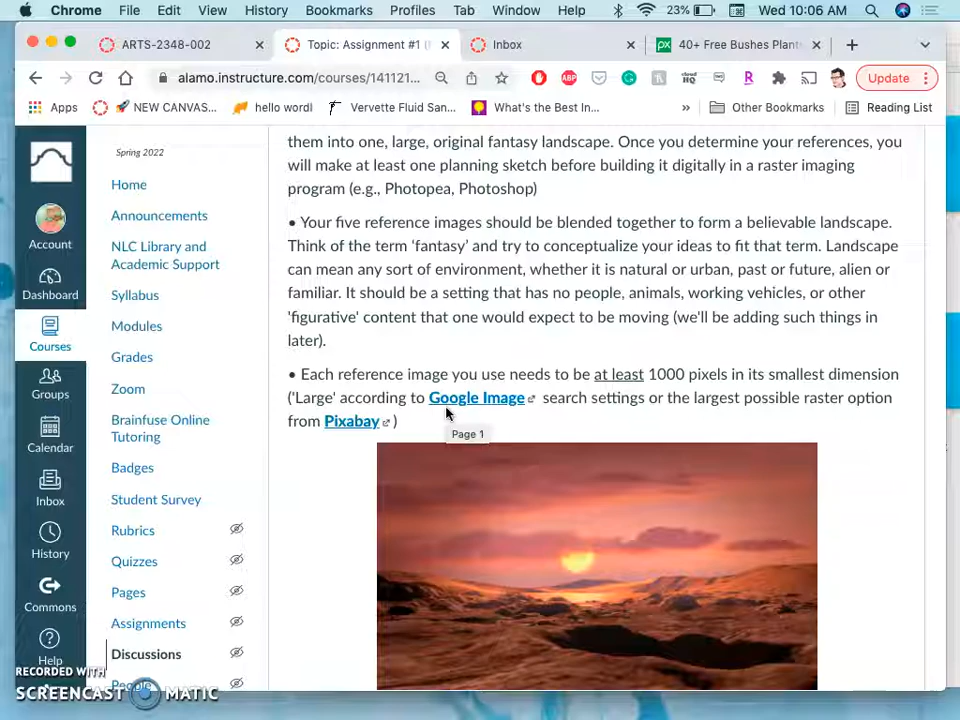 Chrome File Edit View History Bookmarks Profiles Tab Window Help 23% Wed 10:06 AM
ARTS-2348-002 Topic: Assignment #1 ( Inbox 40+ Free Bushes Plant
alamo.instructure.com/courses/141121... ABP cloud HQ Update
Apps NEW CANVAS... hello wordl Vervette Fluid San... What's the Best In... » Other Bookmarks Reading List
Account
Dashboard
Courses
Groups
Calendar
Inbox
History
Commons
Help
Spring 2022
Home
Announcements
NLC Library and
Academic Support
Syllabus
Modules
Grades
Zoom
Brainfuse Online
Tutoring
Badges
Student Survey
Rubrics
Quizzes
Pages
Assignments
Discussions
People
them into one, large, original fantasy landscape. Once you determine your references, you
will make at least one planning sketch before building it digitally in a raster imaging
program (e.g., Photopea, Photoshop)
• Your five reference images should be blended together to form a believable landscape.
Think of the term ‘fantasy’ and try to conceptualize your ideas to fit that term. Landscape
can mean any sort of environment, whether it is natural or urban, past or future, alien or
familiar. It should be a setting that has no people, animals, working vehicles, or other
'figurative' content that one would expect to be moving (we'll be adding such things in
later).
• Each reference image you use needs to be at least 1000 pixels in its smallest dimension
('Large' according to Google Image search settings or the largest possible raster option
from Pixabay )
Page 1
RECORDED WITH
SCREENCAST MATIC